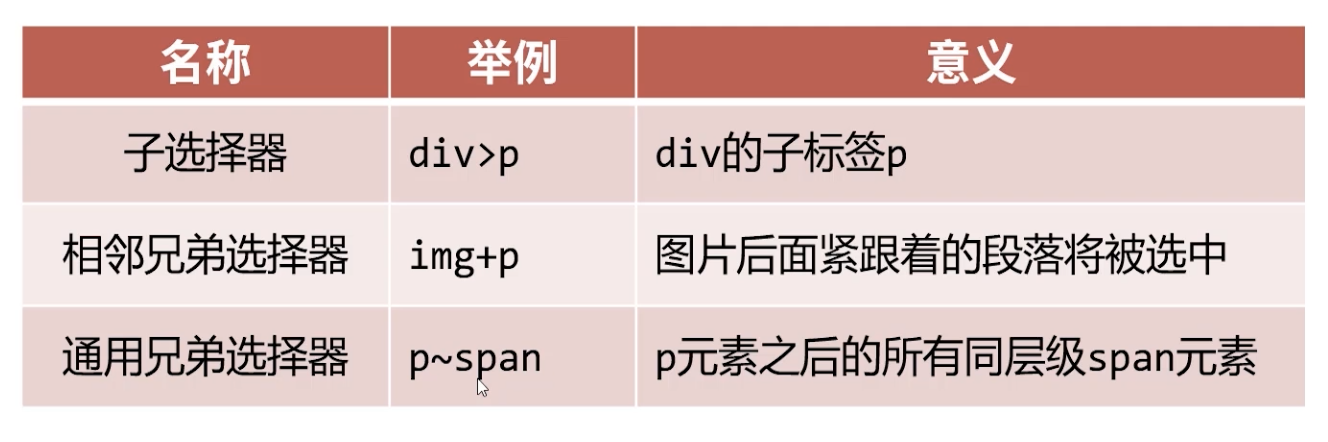 名称 举例 意义
子选择器 div>p div的子标签p
相邻兄弟选择器 img+p 图片后面紧跟着的段落将被选中
通用兄弟选择器 p~span p元素之后的所有同层级span元素